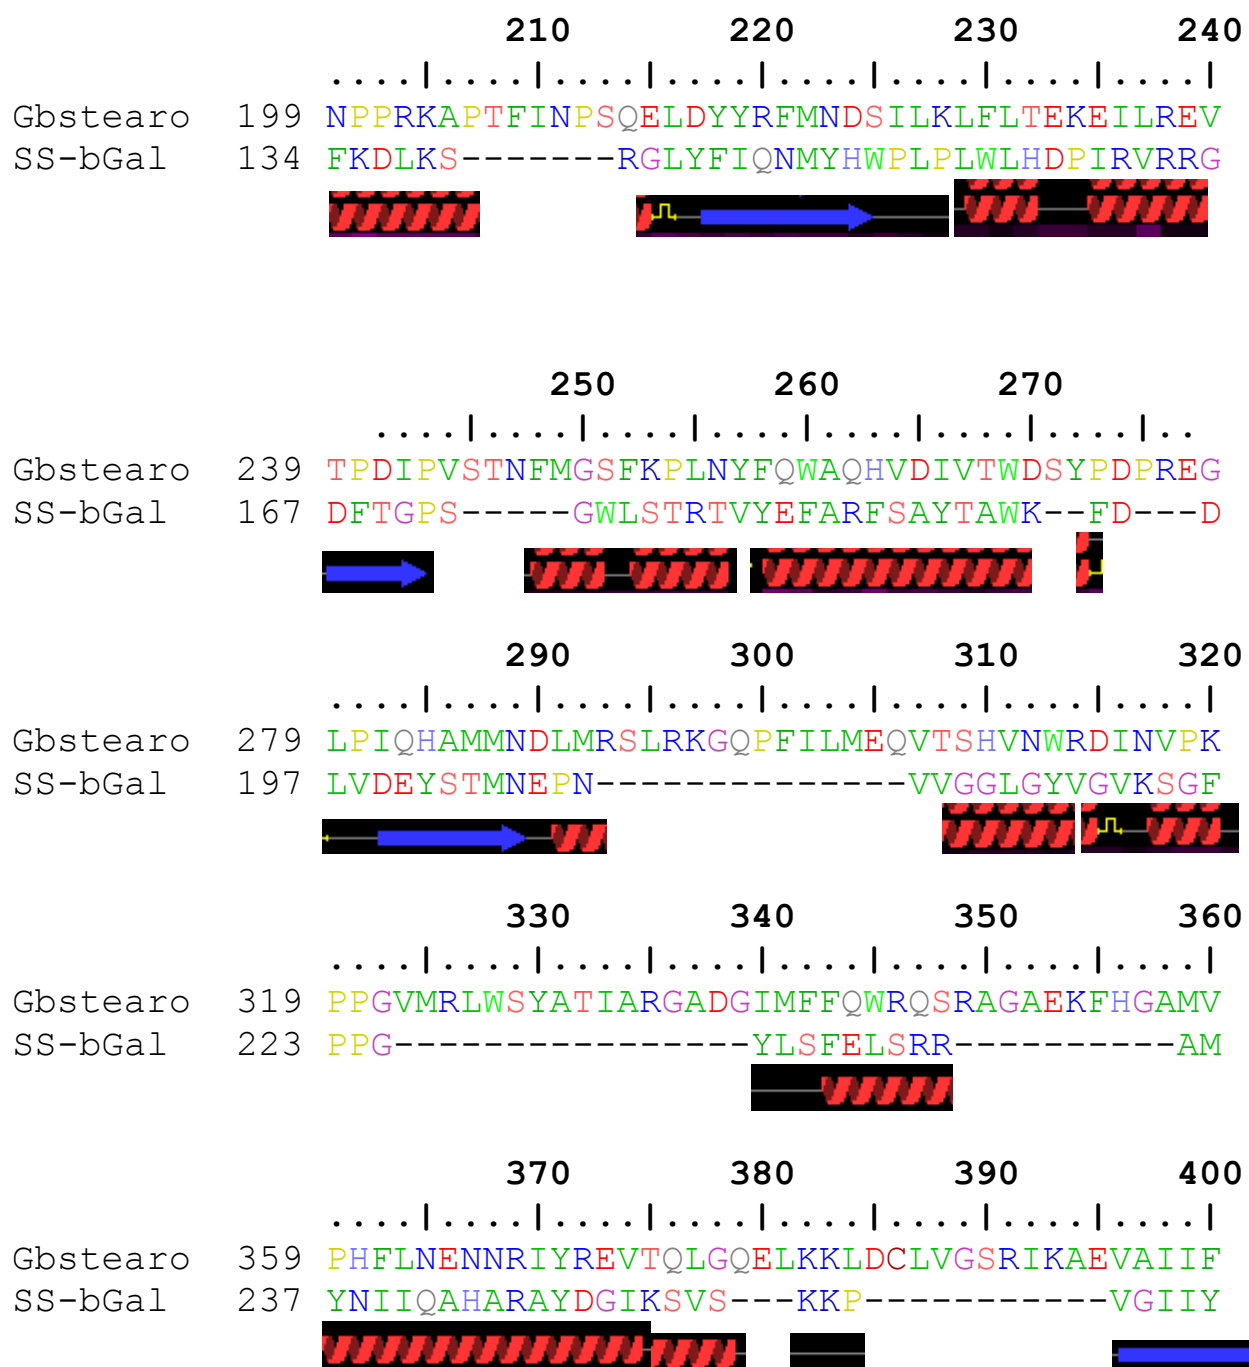 210 220 230 240
....|....|....|....|....|....|....|....|
Gbstearo 199 NPPRKAPTFINPSQELDYYRFMNDSILKLFLTEKEILREV
SS-bGal 134 FKDLKS-------RGLYFIQNMYHWPLPLWLHDPIRVRRG
250 260 270
....|....|....|....|....|....|....|..
Gbstearo 239 TPDIPVSTNFMGSFKPLNYFQWAQHVDIVTWDSYPDPREG
SS-bGal 167 DFTGPS-----GWLSTRTVYEFARFSAYTAWK--FD---D
290 300 310 320
....|....|....|....|....|....|....|....|
Gbstearo 279 LPIQHAMMNDLMRSLRKGQPFILMEQVTSHVNWRDINVPK
SS-bGal 197 LVDEYSTMNEPN--------------VVGGLGYVGVKSGF
330 340 350 360
....|....|....|....|....|....|....|....|
Gbstearo 319 PPGVMRLWSYATIARGADGIMFFQWRQSRAGAEKFHGAMV
SS-bGal 223 PPG----------------YLSFELSRR----------AM
370 380 390 400
....|....|....|....|....|....|....|....|
Gbstearo 359 PHFLNENNRIYREVTQLGQELKKLDCLVGSRIKAEVAIIF
SS-bGal 237 YNIIQAHARAYDGIKSVS---KKP-----------VGIIY